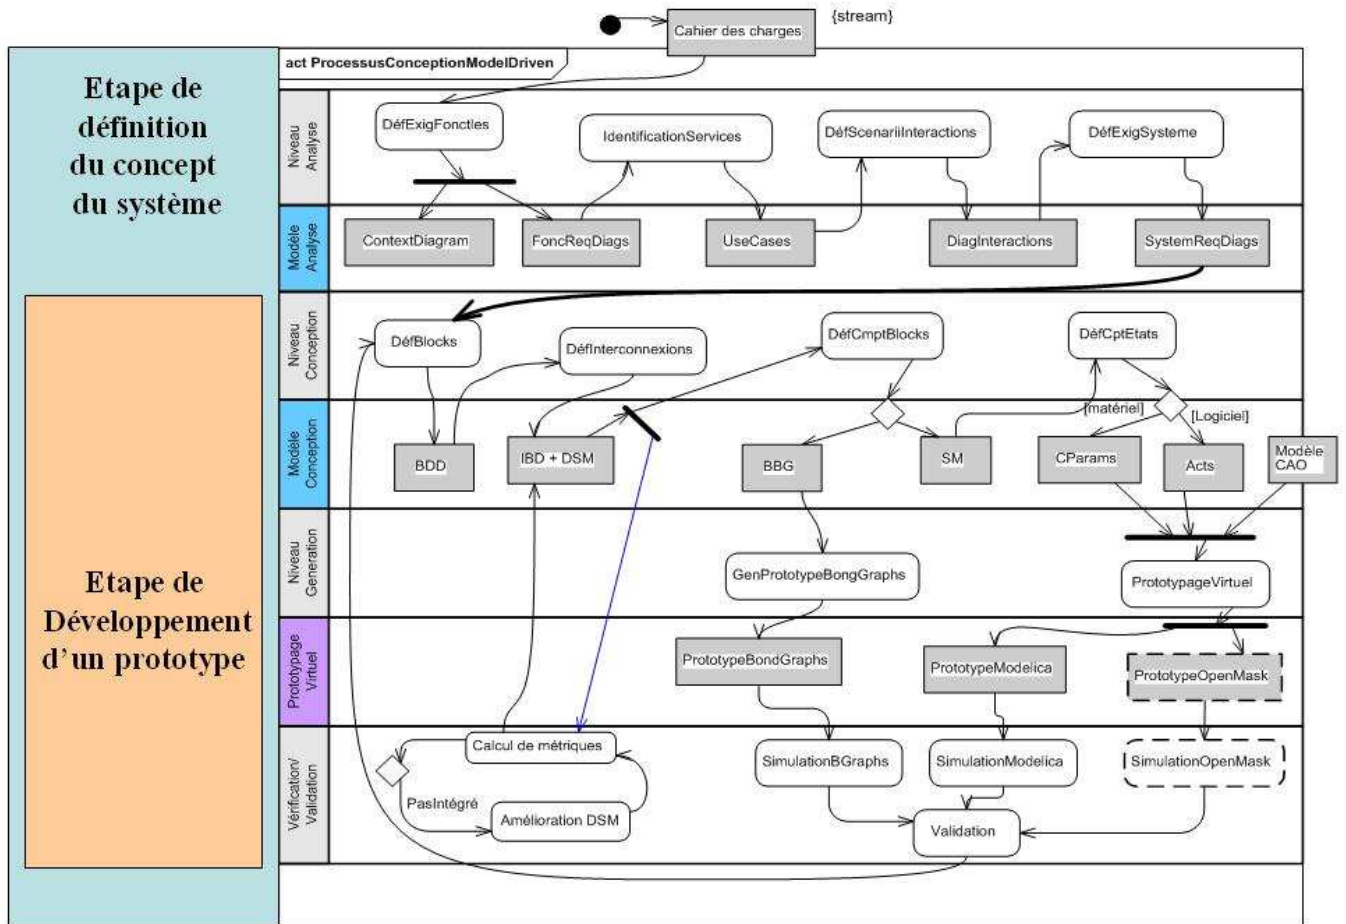 Cahier des charges
{stream}
act ProcessusConceptionModelDriven
Etape de
définition
du concept
du système
Niveau
Analyse
DéfExigFonctles
IdentificationServices
DéfScenariiInteractions
DéfExigSysteme
Modèle
Analyse
ContextDiagram
FoncReqDiags
UseCases
DiagInteractions
SystemReqDiags
Niveau
Conception
DéfBlocks
DéfInterconnexions
DéfCmptBlocks
DéfCptEtats
[matériel]
[Logiciel]
Modèle
Conception
BDD
IBD + DSM
BBG
SM
CParams
Acts
Modèle
CAO
Etape de
Développement
d’un prototype
Niveau
Generation
GenPrototypeBongGraphs
PrototypageVirtuel
Prototypage
Virtuel
PrototypeBondGraphs
PrototypeModelica
PrototypeOpenMask
Vérification/
Validation
Calcul de métriques
PasIntégré
Amélioration DSM
SimulationBGraphs
SimulationModelica
SimulationOpenMask
Validation